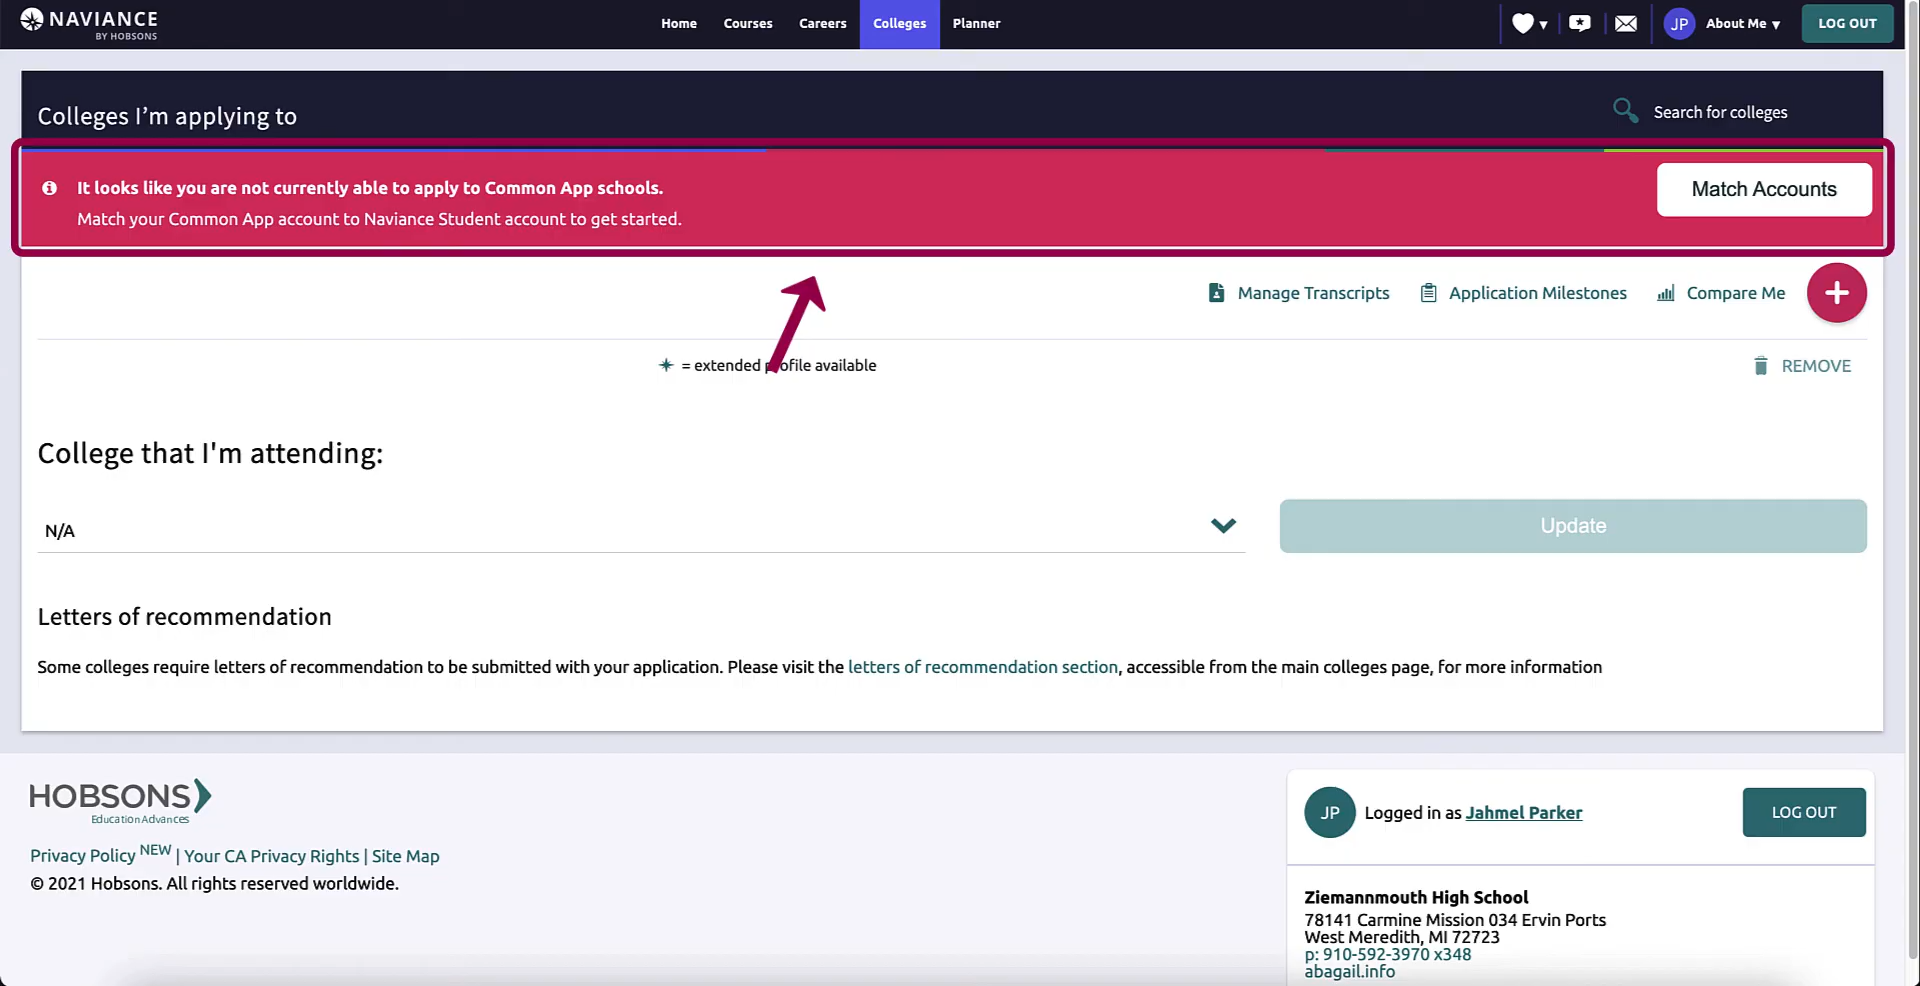 NAVIANCE
BY HOBSONS
Home Courses Careers Colleges Planner
JP About Me ▾ LOG OUT
Colleges I’m applying to
Search for colleges
It looks like you are not currently able to apply to Common App schools.
Match your Common App account to Naviance Student account to get started.
Match Accounts
Manage Transcripts Application Milestones Compare Me +
= extended profile available
REMOVE
College that I'm attending:
N/A
Update
Letters of recommendation
Some colleges require letters of recommendation to be submitted with your application. Please visit the letters of recommendation section, accessible from the main colleges page, for more information
HOBSONS
Education Advances
Privacy Policy NEW | Your CA Privacy Rights | Site Map
© 2021 Hobsons. All rights reserved worldwide.
JP Logged in as Jahmel Parker
LOG OUT
Ziemannmouth High School
78141 Carmine Mission 034 Ervin Ports
West Meredith, MI 72723
p: 910-592-3970 x348
abagail.info